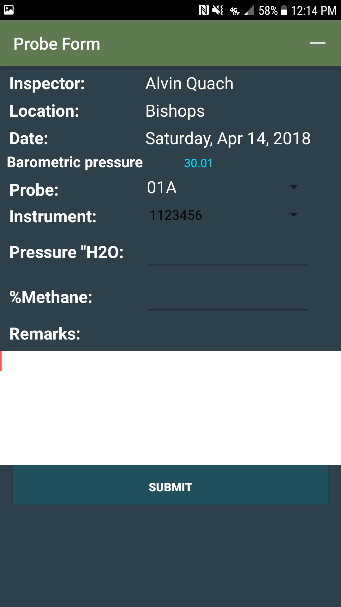 58% 12:14 PM
Probe Form
Inspector: Alvin Quach
Location: Bishops
Date: Saturday, Apr 14, 2018
Barometric pressure 30.01
Probe: 01A
Instrument: 1123456
Pressure "H2O:
%Methane:
Remarks:
SUBMIT